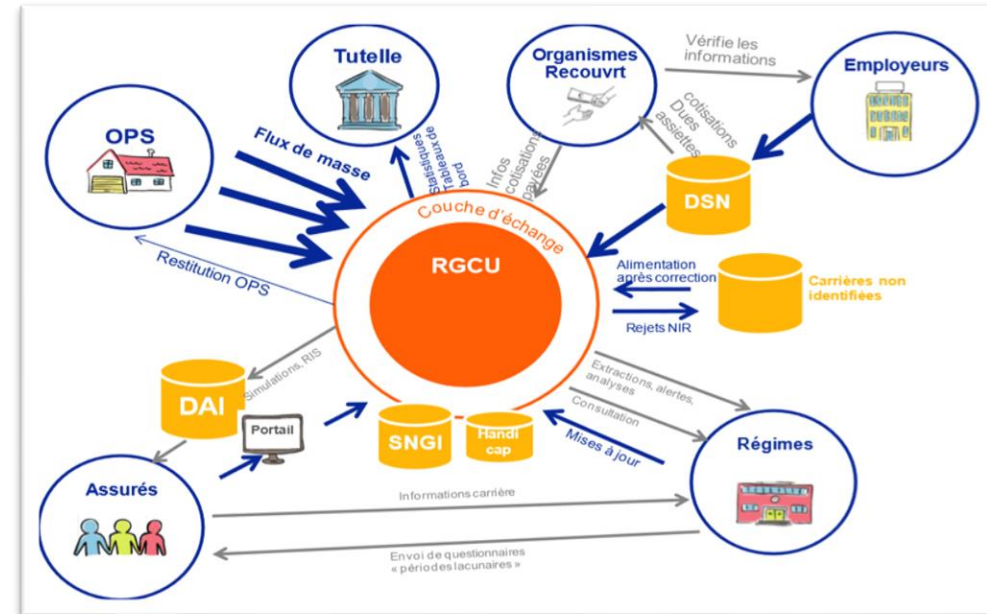 Tutelle
Organismes
Recouvrt
Vérifie les
informations
Employeurs
OPS
Flux de masse
Statistiques
Tableaux de
bord
Infos
cotisations
payées
cotisations
Dues
assiettes
DSN
Couche d'échange
RGCU
Restitution OPS
Alimentation
après correction
Carrières non
identifiées
Rejets NIR
Simulations, RIS
DAI
Portail
SNGI
Handi
cap
Extractions, alertes,
analyses
Consultation
Mises à jour
Régimes
Assurés
Informations carrière
Envoi de questionnaires
« périodes lacunaires »